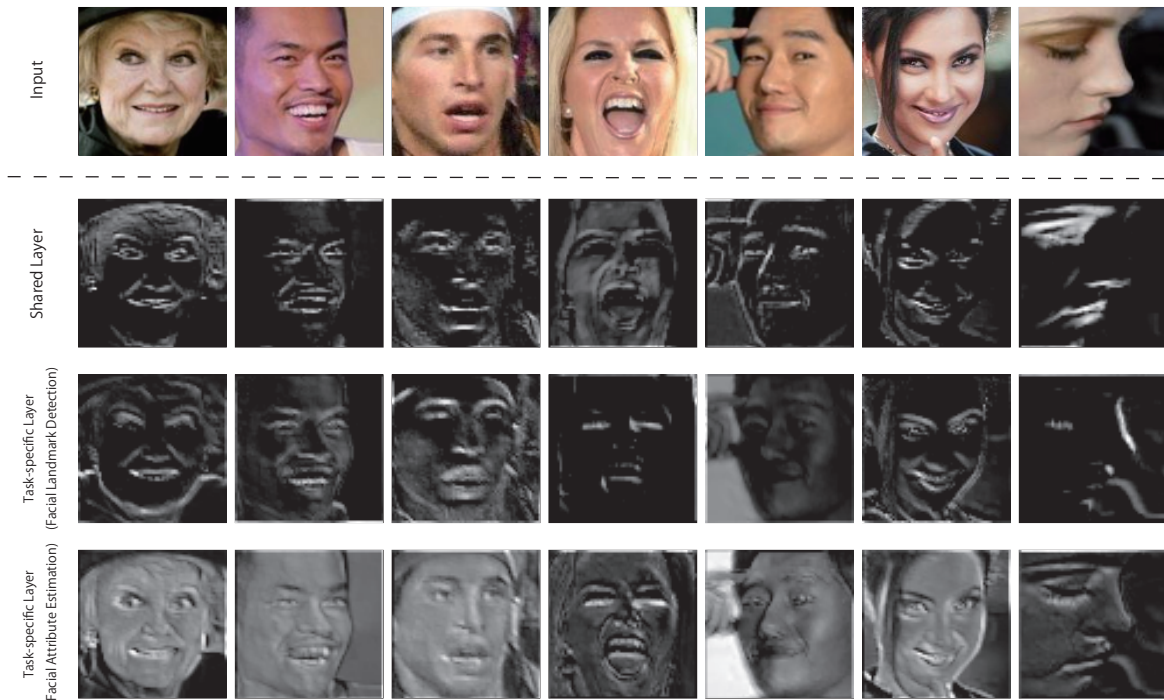 Input
Shared Layer
Task-specific Layer
(Facial Landmark Detection)
Task-specific Layer
(Facial Attribute Estimation)